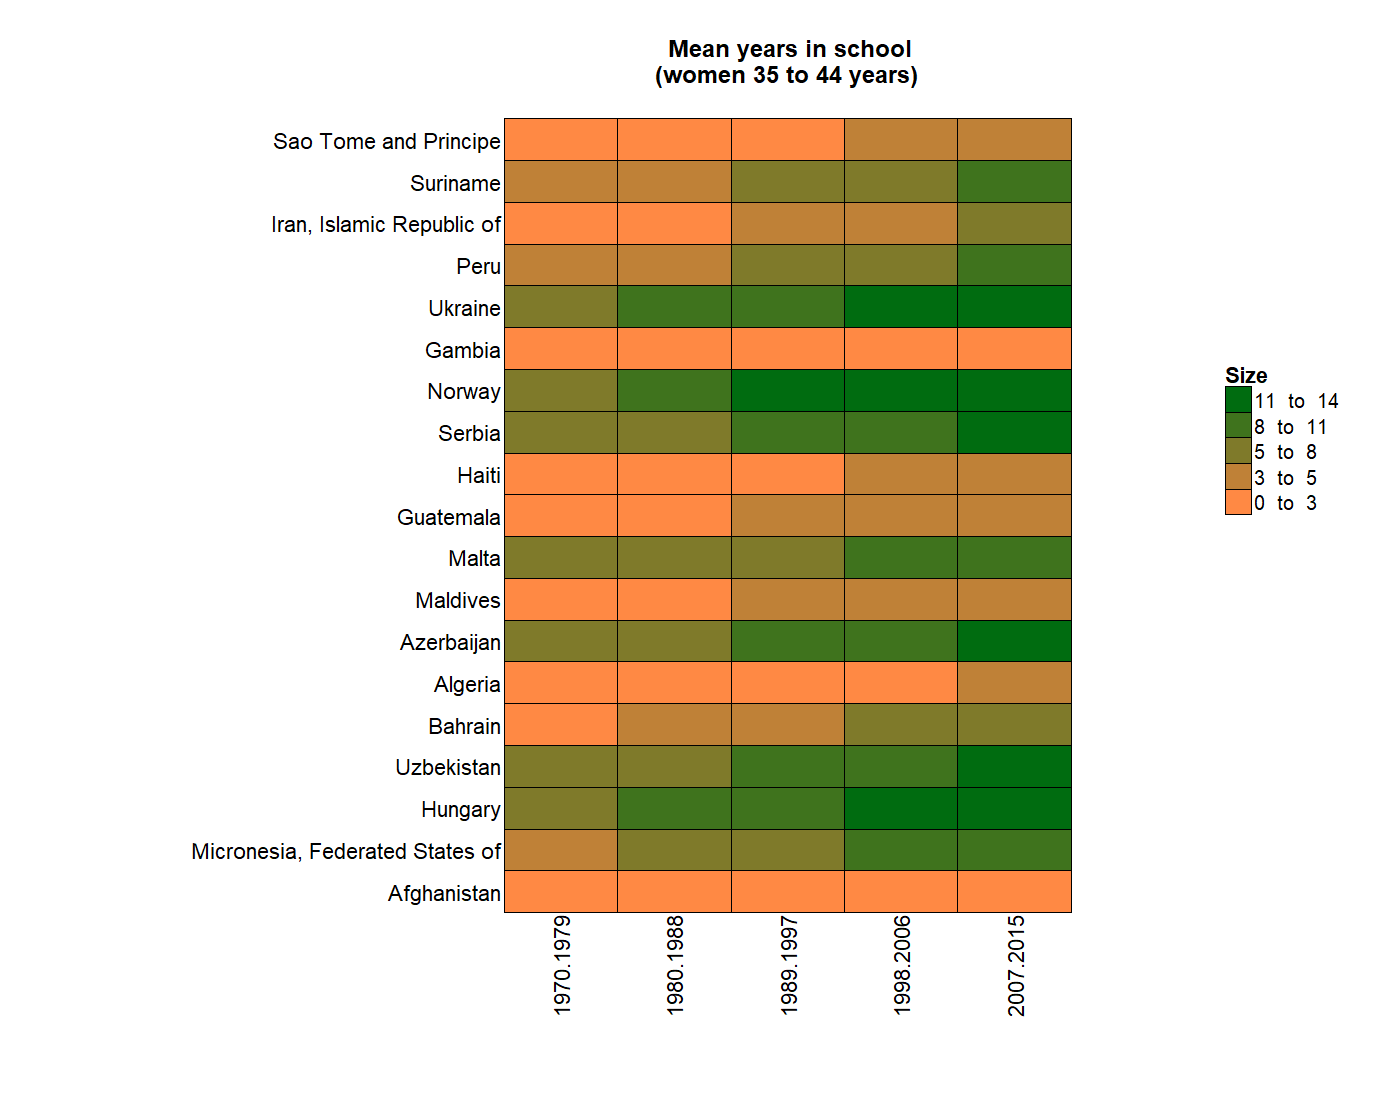 Mean years in school
(women 35 to 44 years)
Sao Tome and Principe
Suriname
Iran, Islamic Republic of
Peru
Ukraine
Gambia
Norway
Serbia
Haiti
Guatemala
Malta
Maldives
Azerbaijan
Algeria
Bahrain
Uzbekistan
Hungary
Micronesia, Federated States of
Afghanistan
1970.1979
1980.1988
1989.1997
1998.2006
2007.2015
Size
11 to 14
8 to 11
5 to 8
3 to 5
0 to 3